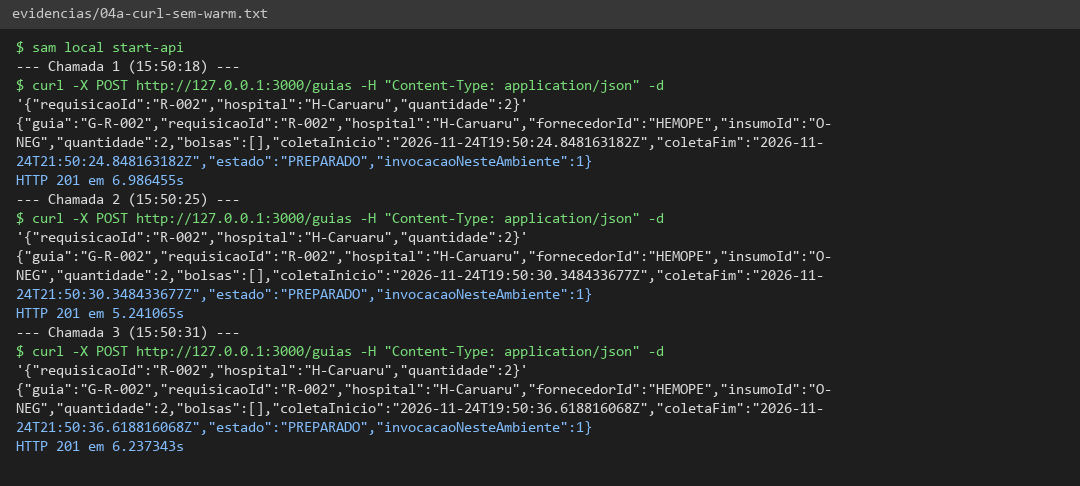 evidencias/04a-curl-sem-warm.txt
$ sam local start-api
--- Chamada 1 (15:50:18) ---
$ curl -X POST http://127.0.0.1:3000/guias -H "Content-Type: application/json" -d
'{"requisicaoId":"R-002","hospital":"H-Caruaru","quantidade":2}'
{"guia":"G-R-002","requisicaoId":"R-002","hospital":"H-Caruaru","fornecedorId":"HEMOPE","insumoId":"O-
NEG","quantidade":2,"bolsas":[],"coletaInicio":"2026-11-24T19:50:24.848163182Z","coletaFim":"2026-11-
24T21:50:24.848163182Z","estado":"PREPARADO","invocacaoNesteAmbiente":1}
HTTP 201 em 6.986455s
--- Chamada 2 (15:50:25) ---
$ curl -X POST http://127.0.0.1:3000/guias -H "Content-Type: application/json" -d
'{"requisicaoId":"R-002","hospital":"H-Caruaru","quantidade":2}'
{"guia":"G-R-002","requisicaoId":"R-002","hospital":"H-Caruaru","fornecedorId":"HEMOPE","insumoId":"O-
NEG","quantidade":2,"bolsas":[],"coletaInicio":"2026-11-24T19:50:30.348433677Z","coletaFim":"2026-11-
24T21:50:30.348433677Z","estado":"PREPARADO","invocacaoNesteAmbiente":1}
HTTP 201 em 5.241065s
--- Chamada 3 (15:50:31) ---
$ curl -X POST http://127.0.0.1:3000/guias -H "Content-Type: application/json" -d
'{"requisicaoId":"R-002","hospital":"H-Caruaru","quantidade":2}'
{"guia":"G-R-002","requisicaoId":"R-002","hospital":"H-Caruaru","fornecedorId":"HEMOPE","insumoId":"O-
NEG","quantidade":2,"bolsas":[],"coletaInicio":"2026-11-24T19:50:36.618816068Z","coletaFim":"2026-11-
24T21:50:36.618816068Z","estado":"PREPARADO","invocacaoNesteAmbiente":1}
HTTP 201 em 6.237343s